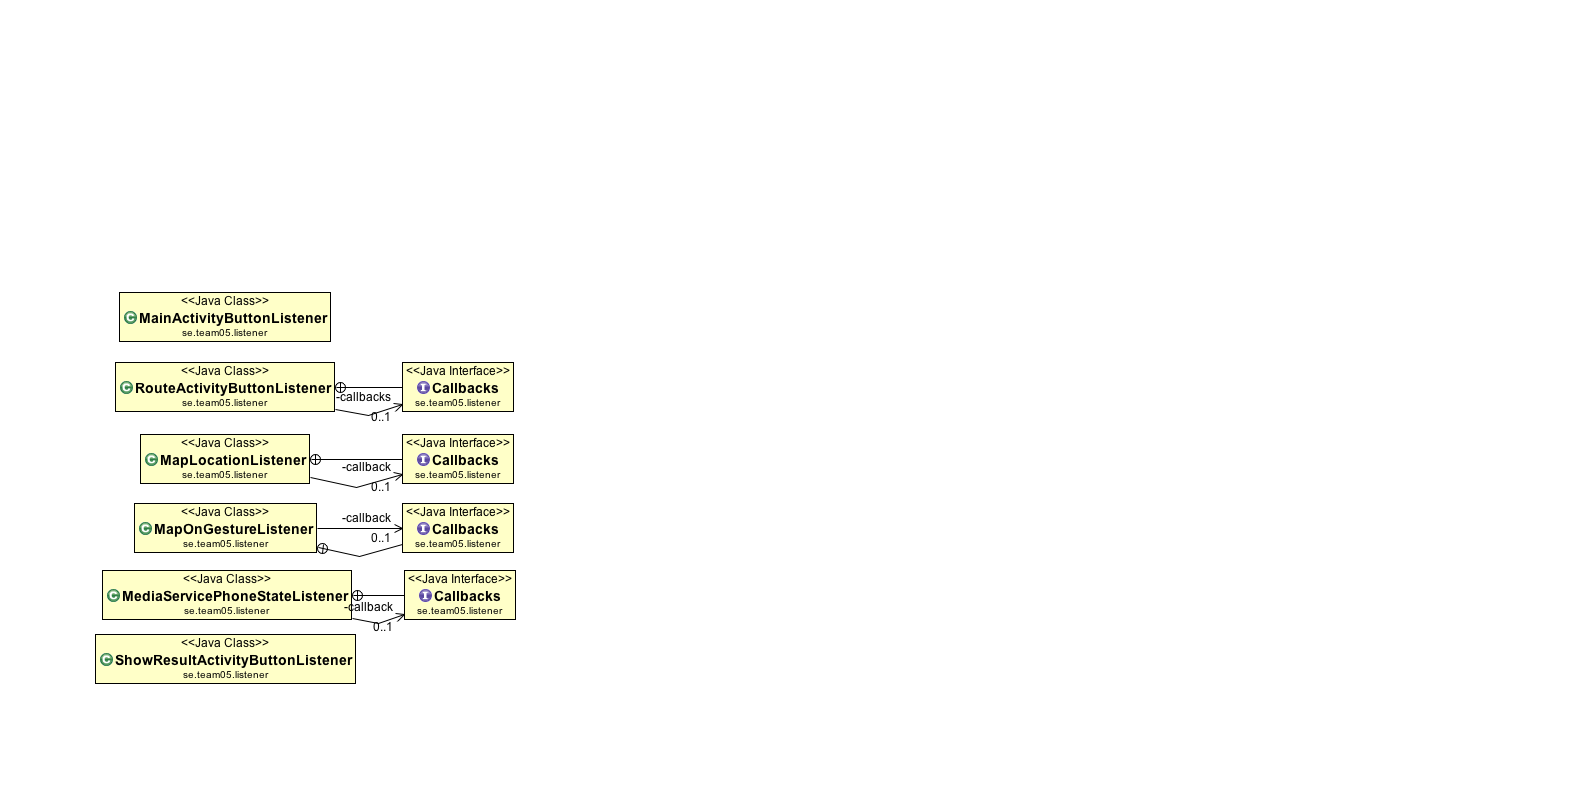 <<Java Class>>
MainActivityButtonListener
se.team05.listener
<<Java Class>>
RouteActivityButtonListener
se.team05.listener
-callbacks
0..1
<<Java Interface>>
Callbacks
se.team05.listener
<<Java Class>>
MapLocationListener
se.team05.listener
-callback
0..1
<<Java Interface>>
Callbacks
se.team05.listener
<<Java Class>>
MapOnGestureListener
se.team05.listener
-callback
0..1
<<Java Interface>>
Callbacks
se.team05.listener
<<Java Class>>
MediaServicePhoneStateListener
se.team05.listener
-callback
0..1
<<Java Interface>>
Callbacks
se.team05.listener
<<Java Class>>
ShowResultActivityButtonListener
se.team05.listener